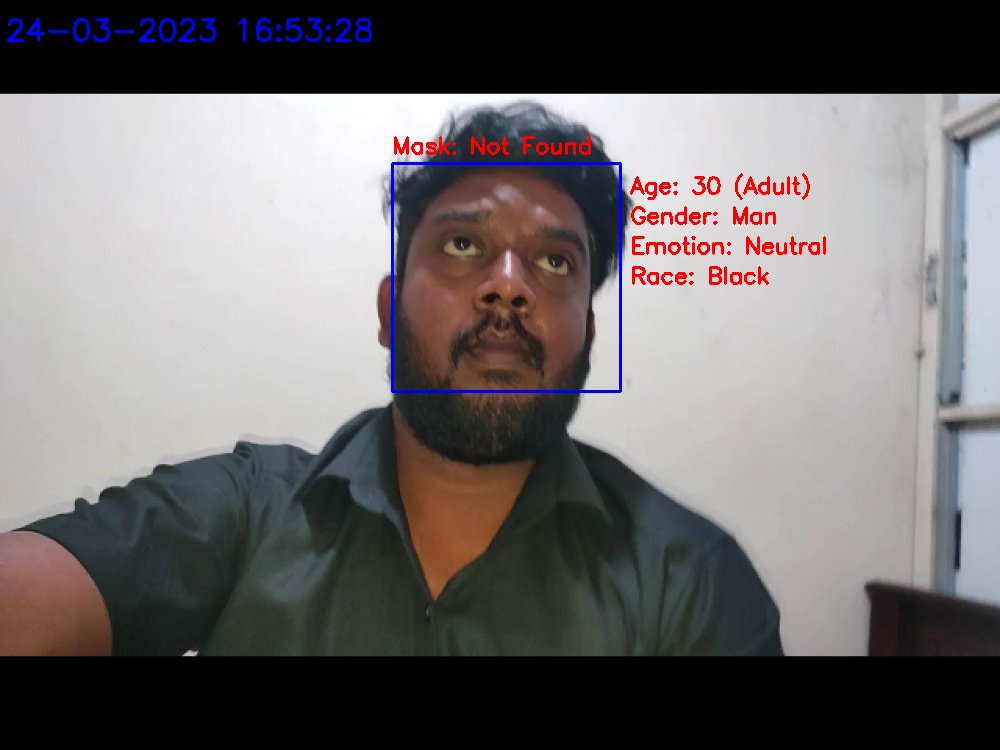 24-03-2023 16:53:28
Mask: Not Found
Age: 30 (Adult)
Gender: Man
Emotion: Neutral
Race: Black